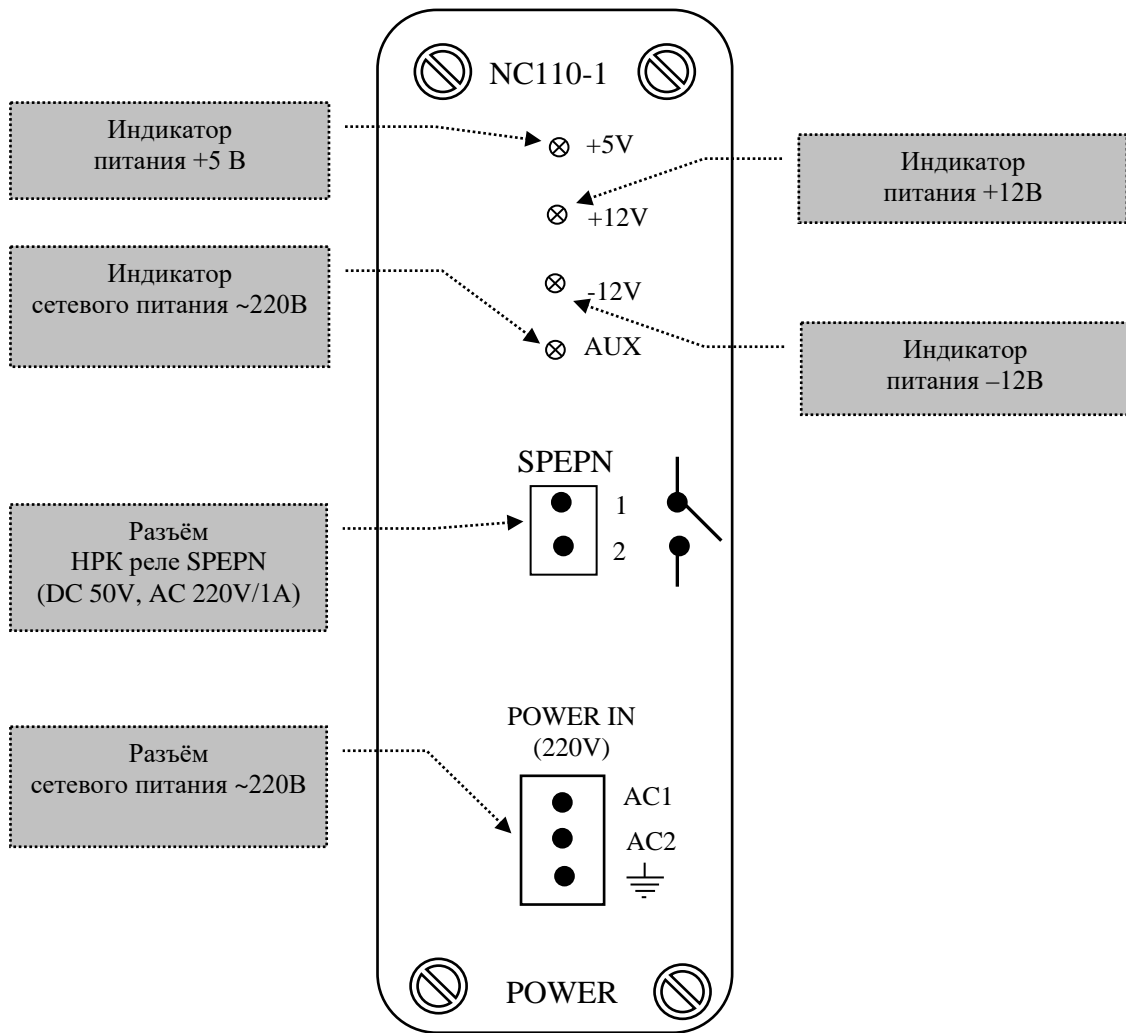 NC110-1
Индикатор
питания +5 В
+5V
Индикатор
питания +12В
+12V
Индикатор
сетевого питания ~220В
-12V
AUX
Индикатор
питания –12В
SPEPN
1
2
Разъём
НРК реле SPEPN
(DC 50V, AC 220V/1A)
POWER IN
(220V)
Разъём
сетевого питания ~220В
AC1
AC2
POWER